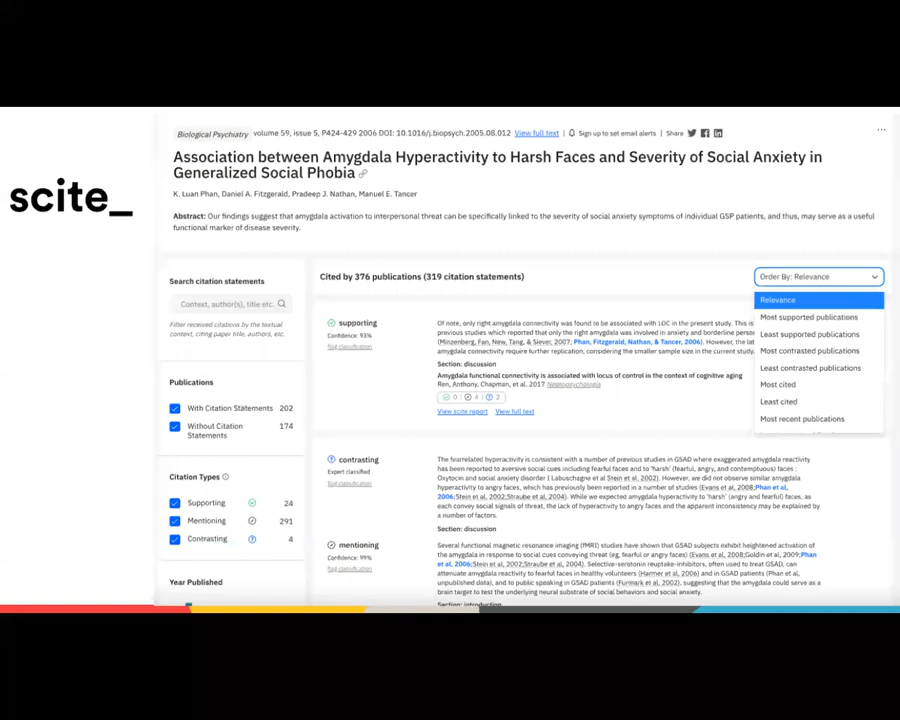 Biological Psychiatry volume 59, issue 5, P424-429 2006 DOI: 10.1016/j.biopsych.2005.08.012 View full text | Sign up to set email alerts | Share
Association between Amygdala Hyperactivity to Harsh Faces and Severity of Social Anxiety in
Generalized Social Phobia
K. Luan Phan, Daniel A. Fitzgerald, Pradeep J. Nathan, Manuel E. Tancer
Abstract: Our findings suggest that amygdala activation to interpersonal threat can be specifically linked to the severity of social anxiety symptoms of individual GSP patients, and thus, may serve as a useful
functional marker of disease severity.
scite_
Search citation statements
Context, author(s), title etc.
Filter received citations by the textual
context, citing paper title, authors, etc.
Publications
With Citation Statements 202
Without Citation
Statements
174
Citation Types
Supporting 24
Mentioning 291
Contrasting 4
Year Published
Cited by 376 publications (319 citation statements)
Order By: Relevance
Relevance
Most supported publications
Least supported publications
Most contrasted publications
Least contrasted publications
Most cited
Least cited
Most recent publications
supporting
Confidence: 93%
flag classification
Of note, only right amygdala connectivity was found to be associated with LOC in the present study. This is
previous studies which reported that only the right amygdala was involved in anxiety and borderline pers
(Minzenberg, Fan, New, Tang, & Siever, 2007; Phan, Fitzgerald, Nathan, & Tancer, 2006). However, the lat
amygdala connectivity require further replication, considering the smaller sample size in the current study.
Section: discussion
Amygdala functional connectivity is associated with locus of control in the context of cognitive aging
Ren, Anthony, Chapman, et al. 2017 Neuropsychologia
0 4 2
View scite report View full text
contrasting
Expert classified
flag classification
The fearrelated hyperactivity is consistent with a number of previous studies in GSAD where exaggerated amygdala reactivity
has been reported to aversive social cues including fearful faces and to 'harsh' (fearful, angry, and contemptuous) faces ;
Oxytocin and social anxiety disorder I Labuschagne et al Stein et al, 2002). However, we did not observe similar amygdala
hyperactivity to angry faces, which has previously been reported in a number of studies (Evans et al, 2008;Phan et al,
2006;Stein et al, 2002;Straube et al, 2004). While we expected amygdala hyperactivity to 'harsh' (angry and fearful) faces, as
each convey social signals of threat, the lack of hyperactivity to angry faces and the apparent inconsistency may be explained by
a number of factors.
Section: discussion
mentioning
Confidence: 99%
flag classification
Several functional magnetic resonance imaging (fMRI) studies have shown that GSAD subjects exhibit heightened activation of
the amygdala in response to social cues conveying threat (eg, fearful or angry faces) (Evans et al, 2008;Goldin et al, 2009;Phan
et al, 2006;Stein et al, 2002;Straube et al, 2004). Selective-serotonin reuptake-inhibitors, often used to treat GSAD, can
attenuate amygdala reactivity to fearful faces in healthy volunteers (Harmer et al, 2006) and in GSAD patients (Phan et al,
unpublished data), and to public speaking in GSAD patients (Furmark et al, 2002), suggesting that the amygdala could serve as a
brain target to test the underlying neural substrate of social behaviors and social anxiety.
Section: introduction